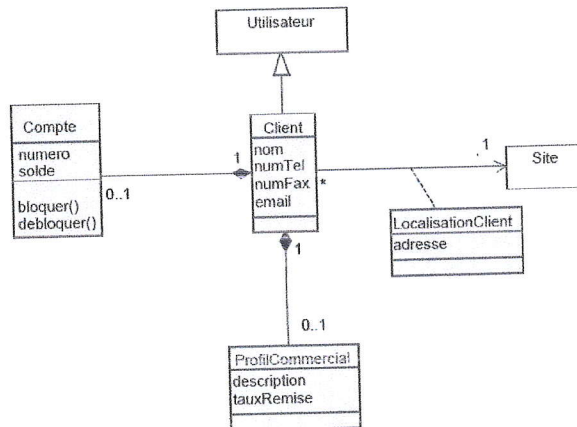 Utilisateur
Compte
numero
solde
bloquer()
debloquer()
0..1
1
Client
nom
numTel
numFax
email
*
1
Site
LocalisationClient
adresse
1
0..1
ProfilCommercial
description
tauxRemise